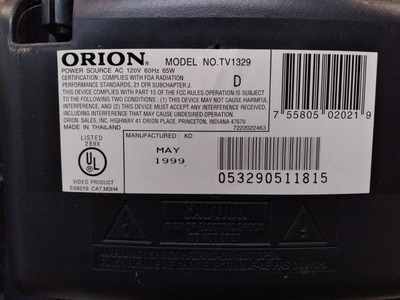 ORION MODEL NO.TV1329
POWER SOURCE AC 120V 60Hz 65W
CERTIFICATION: COMPLIES WITH FDA RADIATION
PERFORMANCE STANDARDS, 21 CFR SUBCHAPTER J.
D
THIS DEVICE COMPLIES WITH PART 15 OF THE FCC RULES.OPERATION IS SUBJECT
TO THE FOLLOWING TWO CONDITIONS : (1) THIS DEVICE MAY NOT CAUSE HARMFUL
INTERFERENCE, AND (2) THIS DEVICE MUST ACCEPT ANY INTERFERENCE
RECEIVED, INCLUDING INTERFERENCE THAT MAY CAUSE UNDESIRED OPERATION.
ORION SALES, INC. HIGHWAY 41 ORION PLACE, PRINCETON, INDIANA 47670
MADE IN THAILAND 7222022463
7 55805 02021 9
LISTED
289X
UL
®
VIDEO PRODUCT
E68219 CAT.M3H4
MANUFACTURED: KD
MAY
1999
053290511815
CAUTION